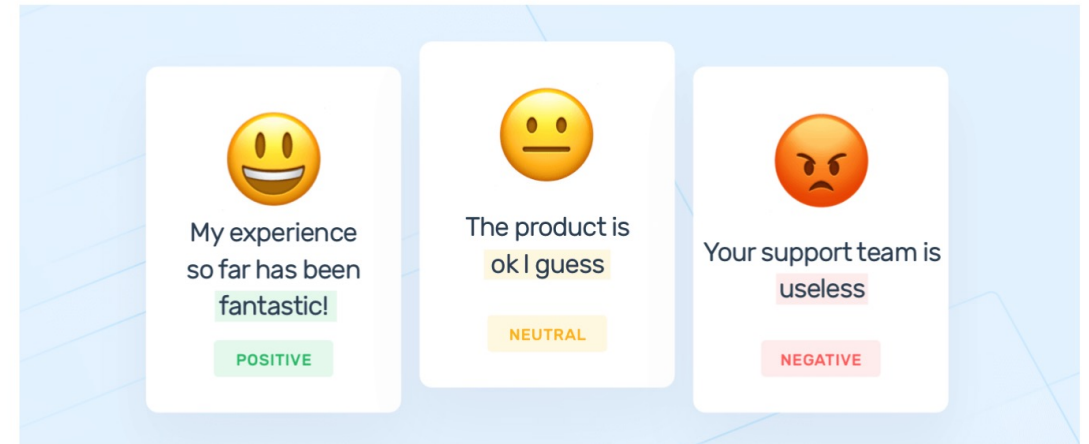 My experience
so far has been
fantastic!
POSITIVE
The product is
ok I guess
NEUTRAL
Your support team is
useless
NEGATIVE